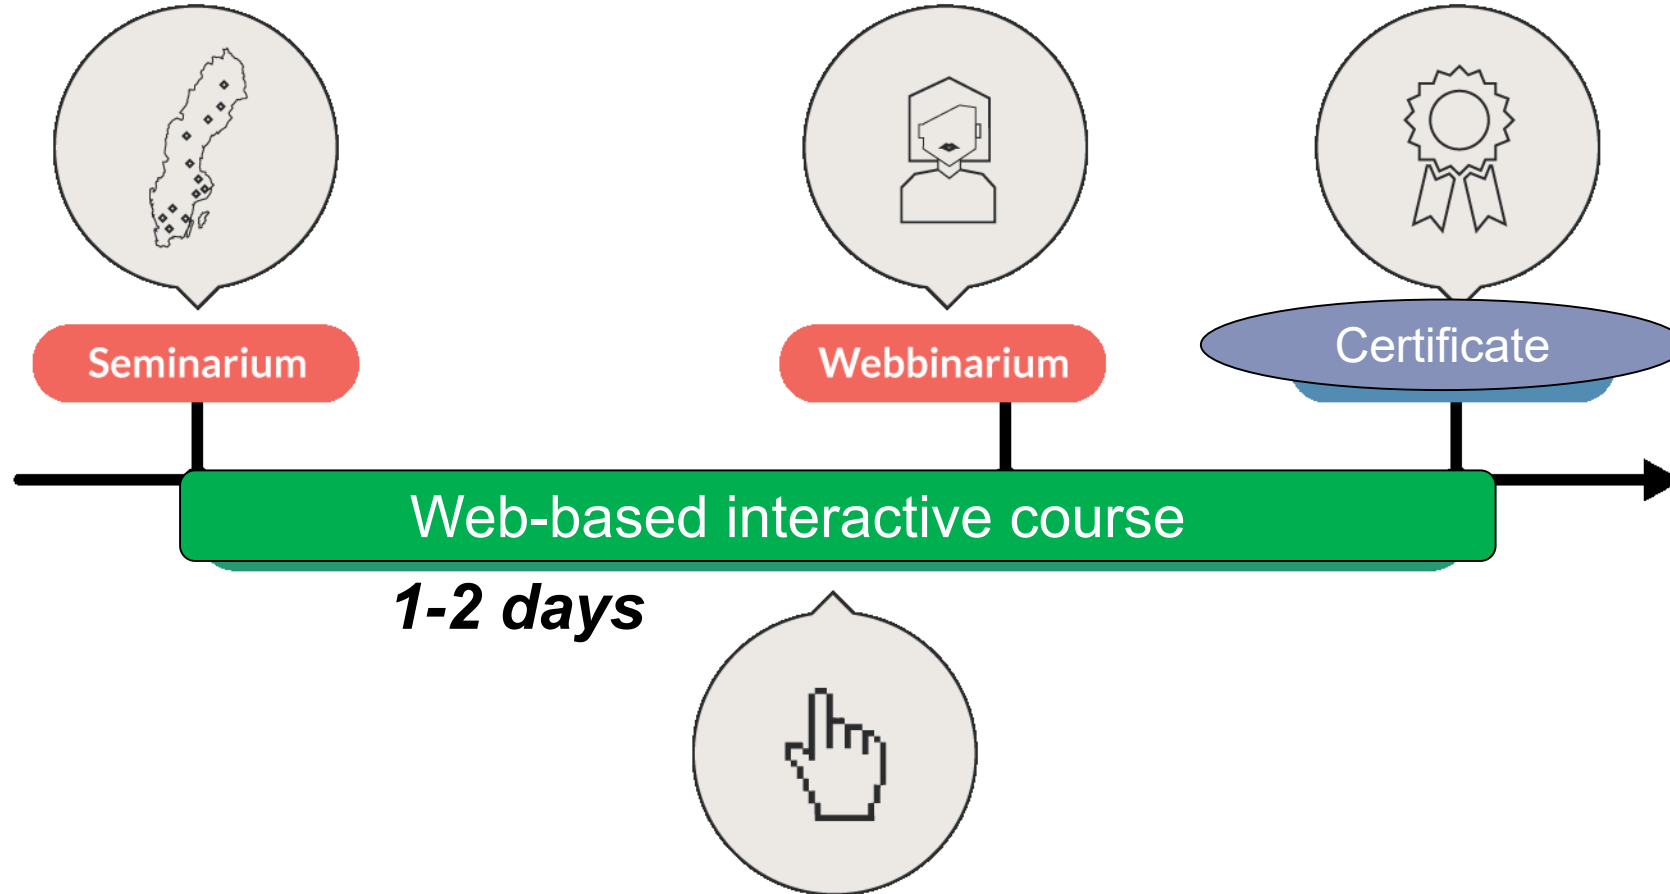 Seminarium
Webbinarium
Certificate
Web-based interactive course
1-2 days